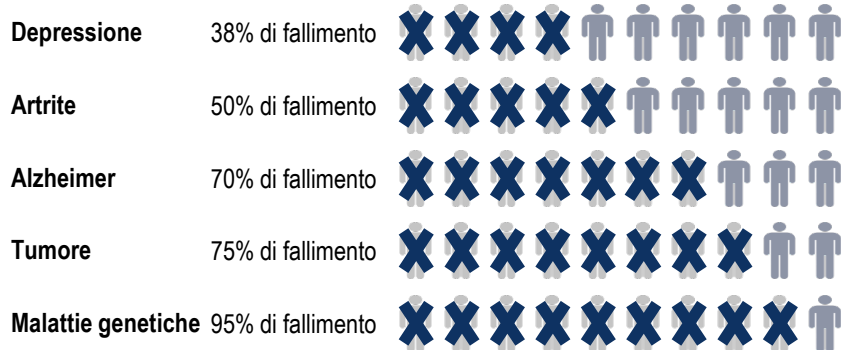 Depressione 38% di fallimento
Artrite 50% di fallimento
Alzheimer 70% di fallimento
Tumore 75% di fallimento
Malattie genetiche 95% di fallimento